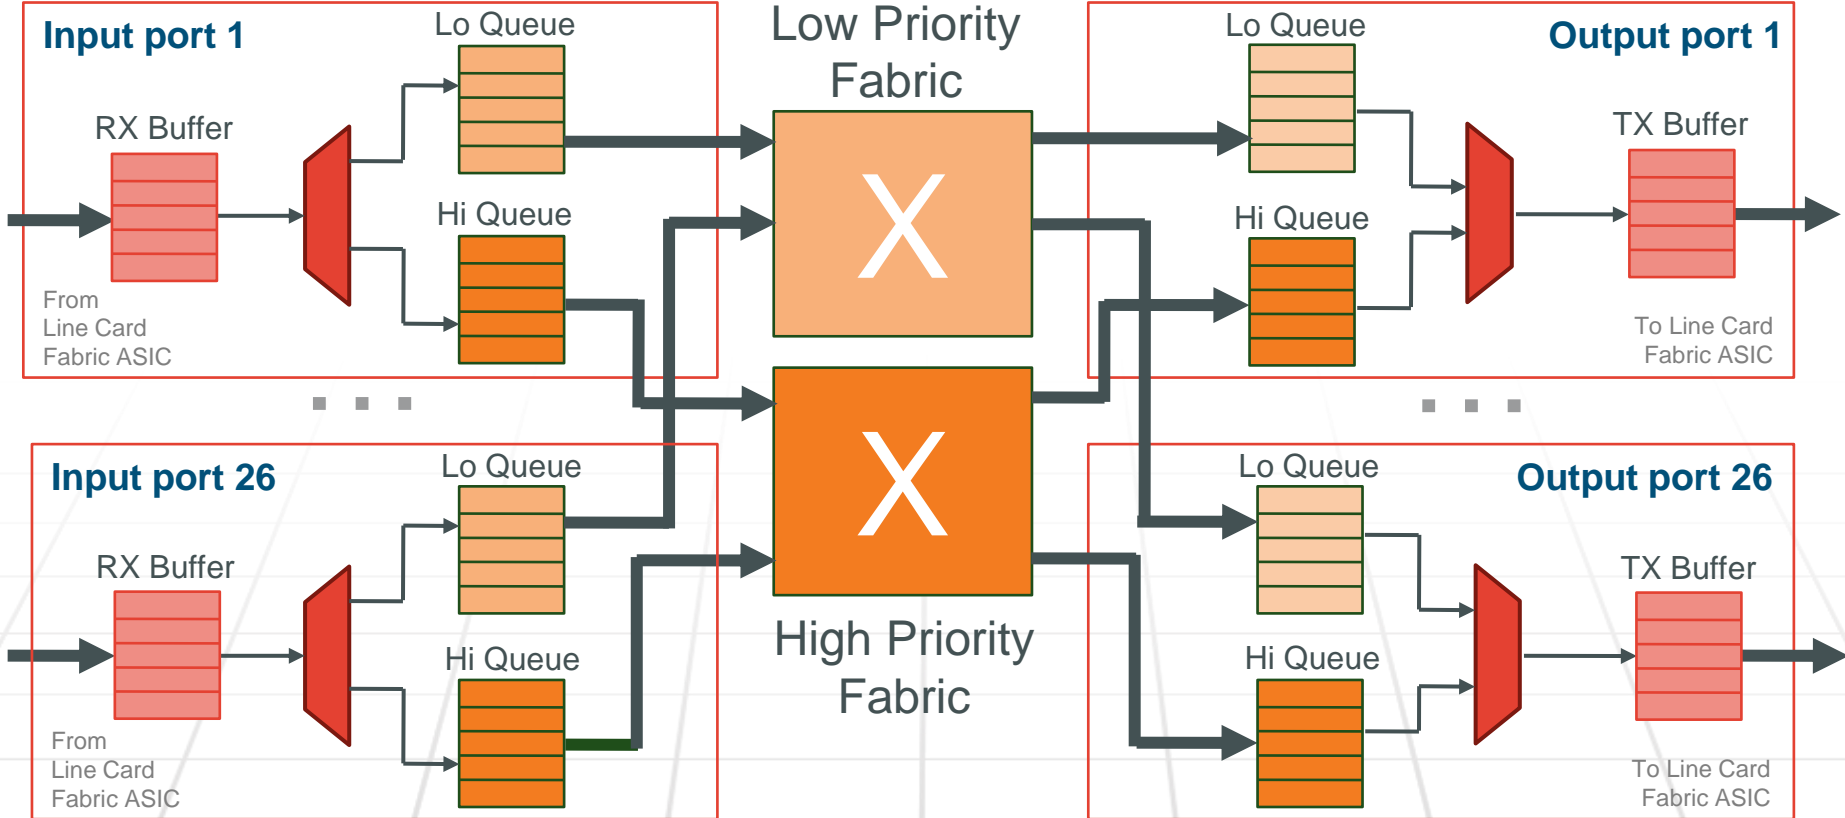 Input port 1
Lo Queue
RX Buffer
Hi Queue
From
Line Card
Fabric ASIC
Low Priority
Fabric
X
Lo Queue
Output port 1
TX Buffer
Hi Queue
To Line Card
Fabric ASIC
Input port 26
Lo Queue
RX Buffer
Hi Queue
From
Line Card
Fabric ASIC
X
High Priority
Fabric
Lo Queue
Output port 26
TX Buffer
Hi Queue
To Line Card
Fabric ASIC